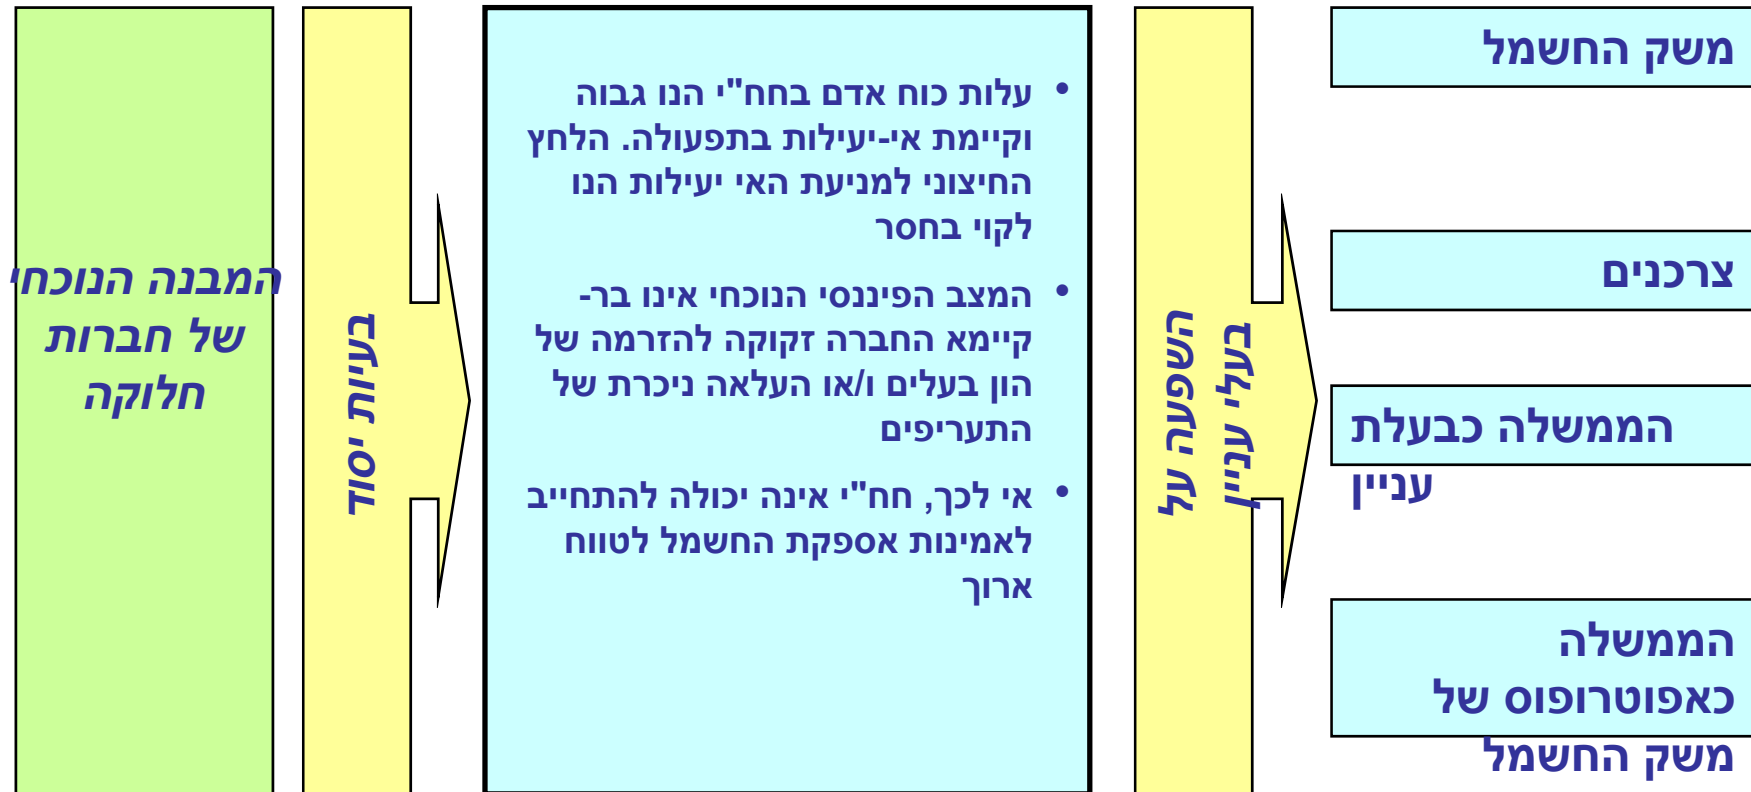 המבנה הנוכחי
של חברות
חלוקה
בעיות יסוד
• עלות כוח אדם בחח"י הנו גבוה
וקיימת אי-יעילות בתפעולה. הלחץ
החיצוני למניעת האי יעילות הנו
לקוי בחסר
• המצב הפיננסי הנוכחי אינו בר-
קיימא החברה זקוקה להזרמה של
הון בעלים ו/או העלאה ניכרת של
התעריפים
• אי לכך, חח"י אינה יכולה להתחייב
לאמינות אספקת החשמל לטווח
ארוך
השפעה על
בעלי עניין
משק החשמל
צרכנים
הממשלה כבעלת
עניין
הממשלה
כאפוטרופוס של
משק החשמל